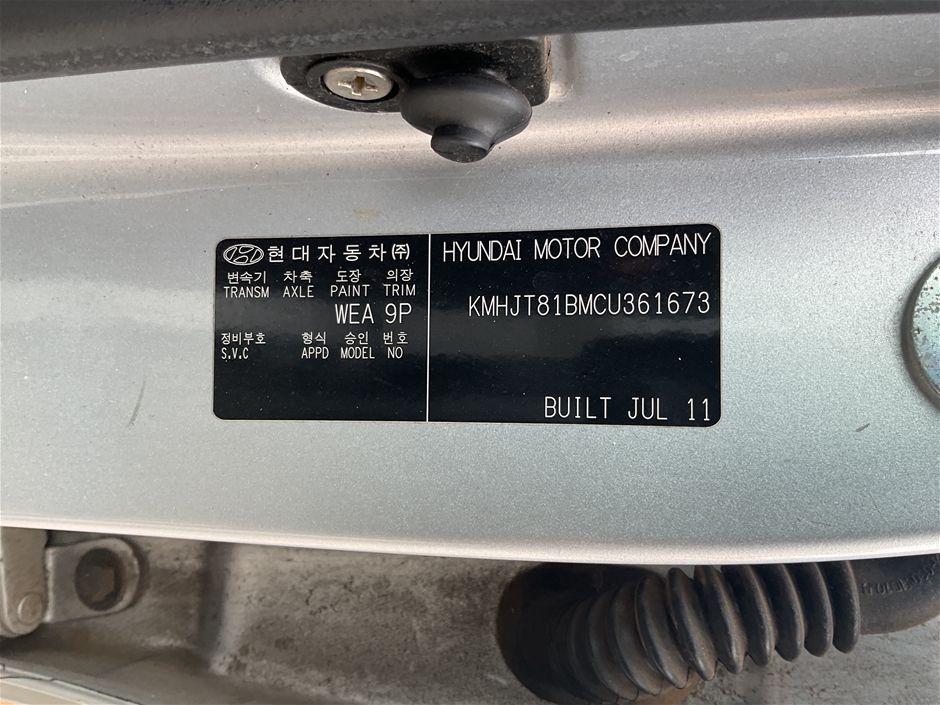 현대자동차㈜
변속기 차축 도장 의장
TRANSM AXLE PAINT TRIM
WEA 9P
정비부호 형식 승인 번호
S.V.C APPD MODEL NO
HYUNDAI MOTOR COMPANY
KMHJT81BMCU361673
BUILT JUL 11